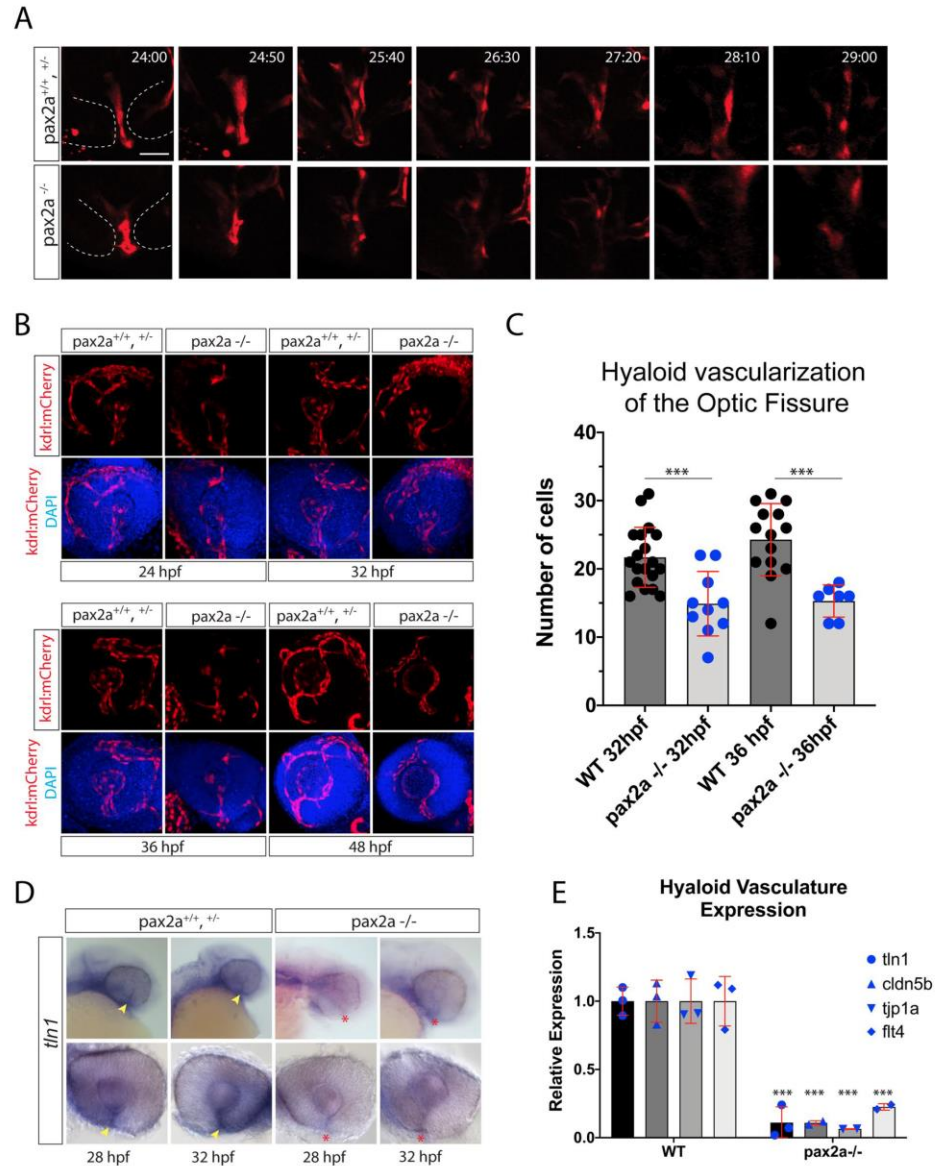 A
pax2a+/+, +/-
24:00
24:50
25:40
26:30
27:20
28:10
29:00
pax2a -/-
B
pax2a+/+, +/-
pax2a -/-
pax2a+/+, +/-
pax2a -/-
kdrl:mCherry
kdrl:mCherry
DAPI
24 hpf
32 hpf
pax2a+/+, +/-
pax2a -/-
pax2a+/+, +/-
pax2a -/-
kdrl:mCherry
kdrl:mCherry
DAPI
36 hpf
48 hpf
C
Hyaloid vascularization
of the Optic Fissure
Number of cells
40
30
20
10
0
***
***
WT 32hpf
pax2a -/- 32hpf
WT 36 hpf
pax2a -/- 36hpf
D
pax2a+/+, +/-
pax2a -/-
tln1
*
*
*
*
28 hpf
32 hpf
28 hpf
32 hpf
E
Hyaloid Vasculature
Expression
Relative Expression
1.5
1.0
0.5
0.0
tln1
cldn5b
tjp1a
flt4
***
***
***
***
WT
pax2a-/-